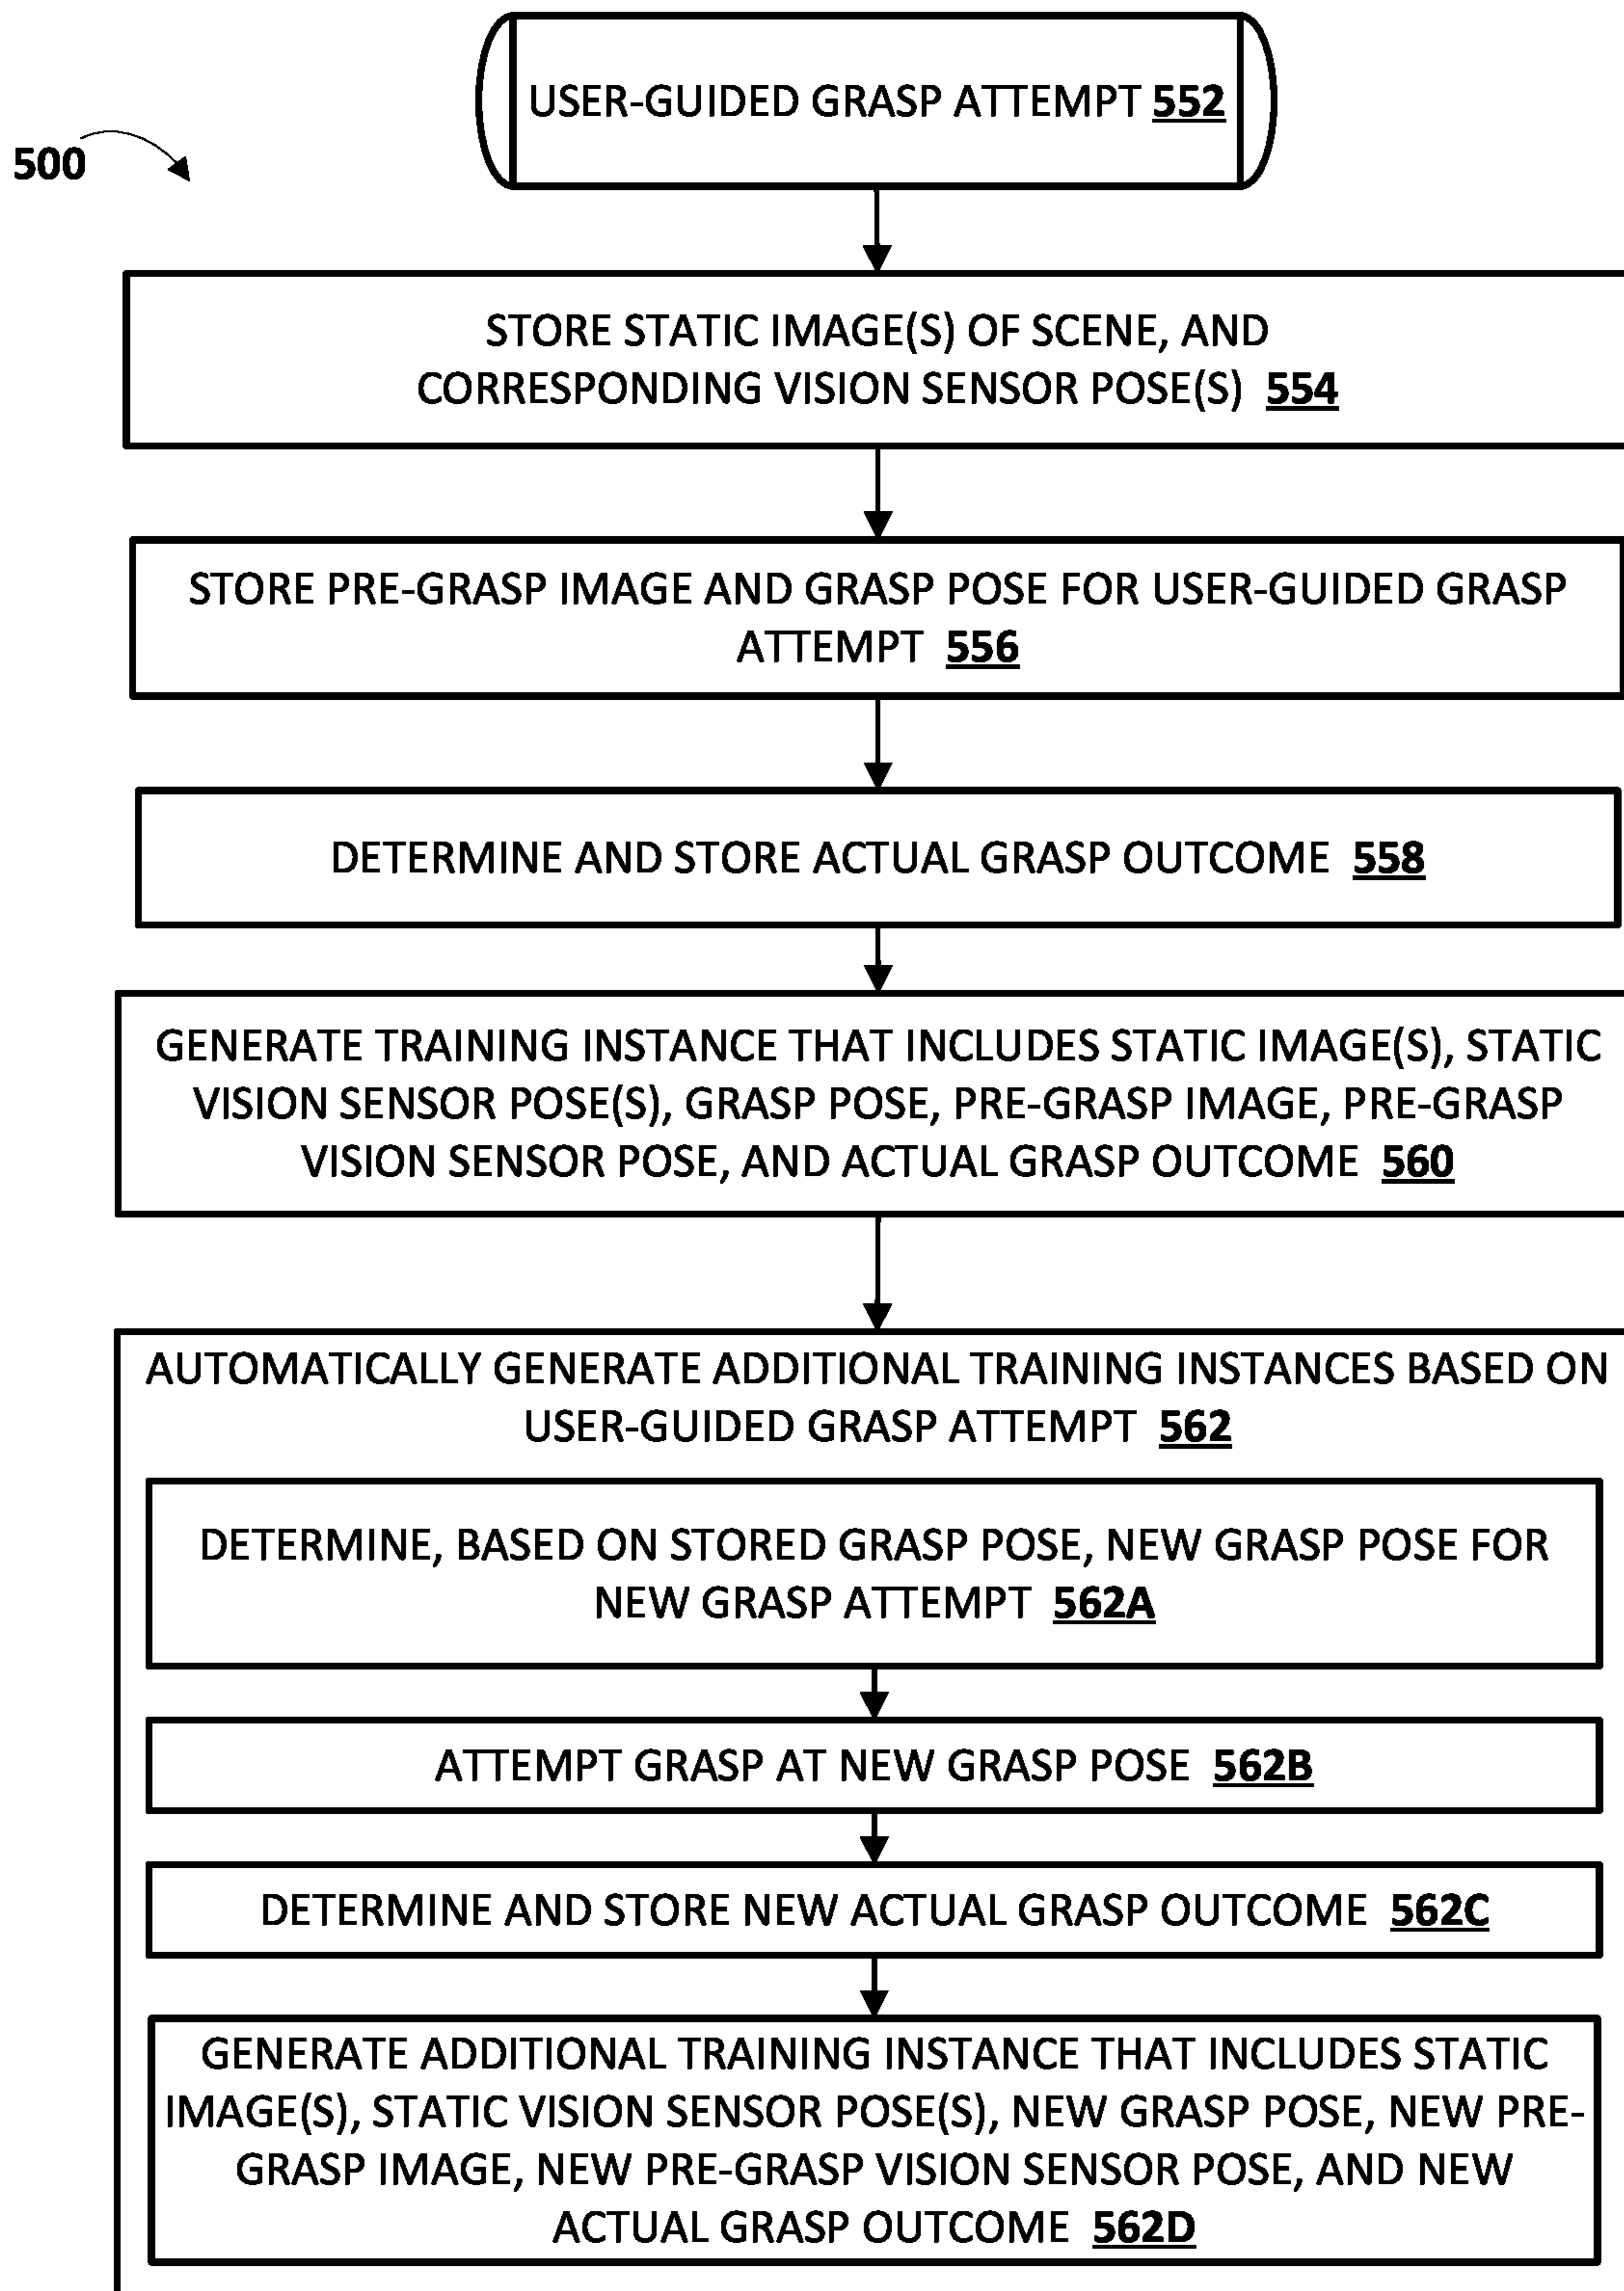 USER-GUIDED GRASP ATTEMPT 552
500
STORE STATIC IMAGE(S) OF SCENE, AND
CORRESPONDING VISION SENSOR POSE(S) 554
STORE PRE-GRASP IMAGE AND GRASP POSE FOR USER-GUIDED GRASP
ATTEMPT 556
DETERMINE AND STORE ACTUAL GRASP OUTCOME 558
GENERATE TRAINING INSTANCE THAT INCLUDES STATIC IMAGE(S), STATIC
VISION SENSOR POSE(S), GRASP POSE, PRE-GRASP IMAGE, PRE-GRASP
VISION SENSOR POSE, AND ACTUAL GRASP OUTCOME 560
AUTOMATICALLY GENERATE ADDITIONAL TRAINING INSTANCES BASED ON
USER-GUIDED GRASP ATTEMPT 562
DETERMINE, BASED ON STORED GRASP POSE, NEW GRASP POSE FOR
NEW GRASP ATTEMPT 562A
ATTEMPT GRASP AT NEW GRASP POSE 562B
DETERMINE AND STORE NEW ACTUAL GRASP OUTCOME 562C
GENERATE ADDITIONAL TRAINING INSTANCE THAT INCLUDES STATIC
IMAGE(S), STATIC VISION SENSOR POSE(S), NEW GRASP POSE, NEW PRE-
GRASP IMAGE, NEW PRE-GRASP VISION SENSOR POSE, AND NEW
ACTUAL GRASP OUTCOME 562D